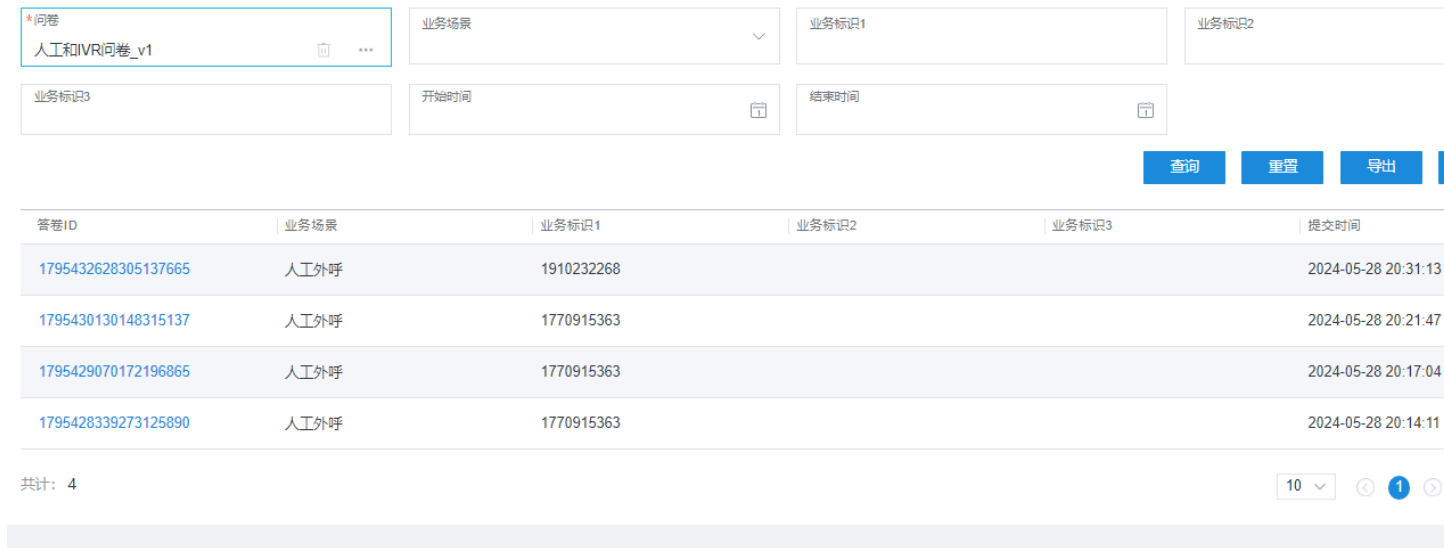 *问卷 业务场景 业务标识1 业务标识2
人工和IVR问卷_v1
业务标识3 开始时间 结束时间
查询 重置 导出
答卷ID 业务场景 业务标识1 业务标识2 业务标识3 提交时间
1795432628305137665 人工外呼 1910232268 2024-05-28 20:31:13
1795430130148315137 人工外呼 1770915363 2024-05-28 20:21:47
1795429070172196865 人工外呼 1770915363 2024-05-28 20:17:04
1795428339273125890 人工外呼 1770915363 2024-05-28 20:14:11
共计: 4 10 1